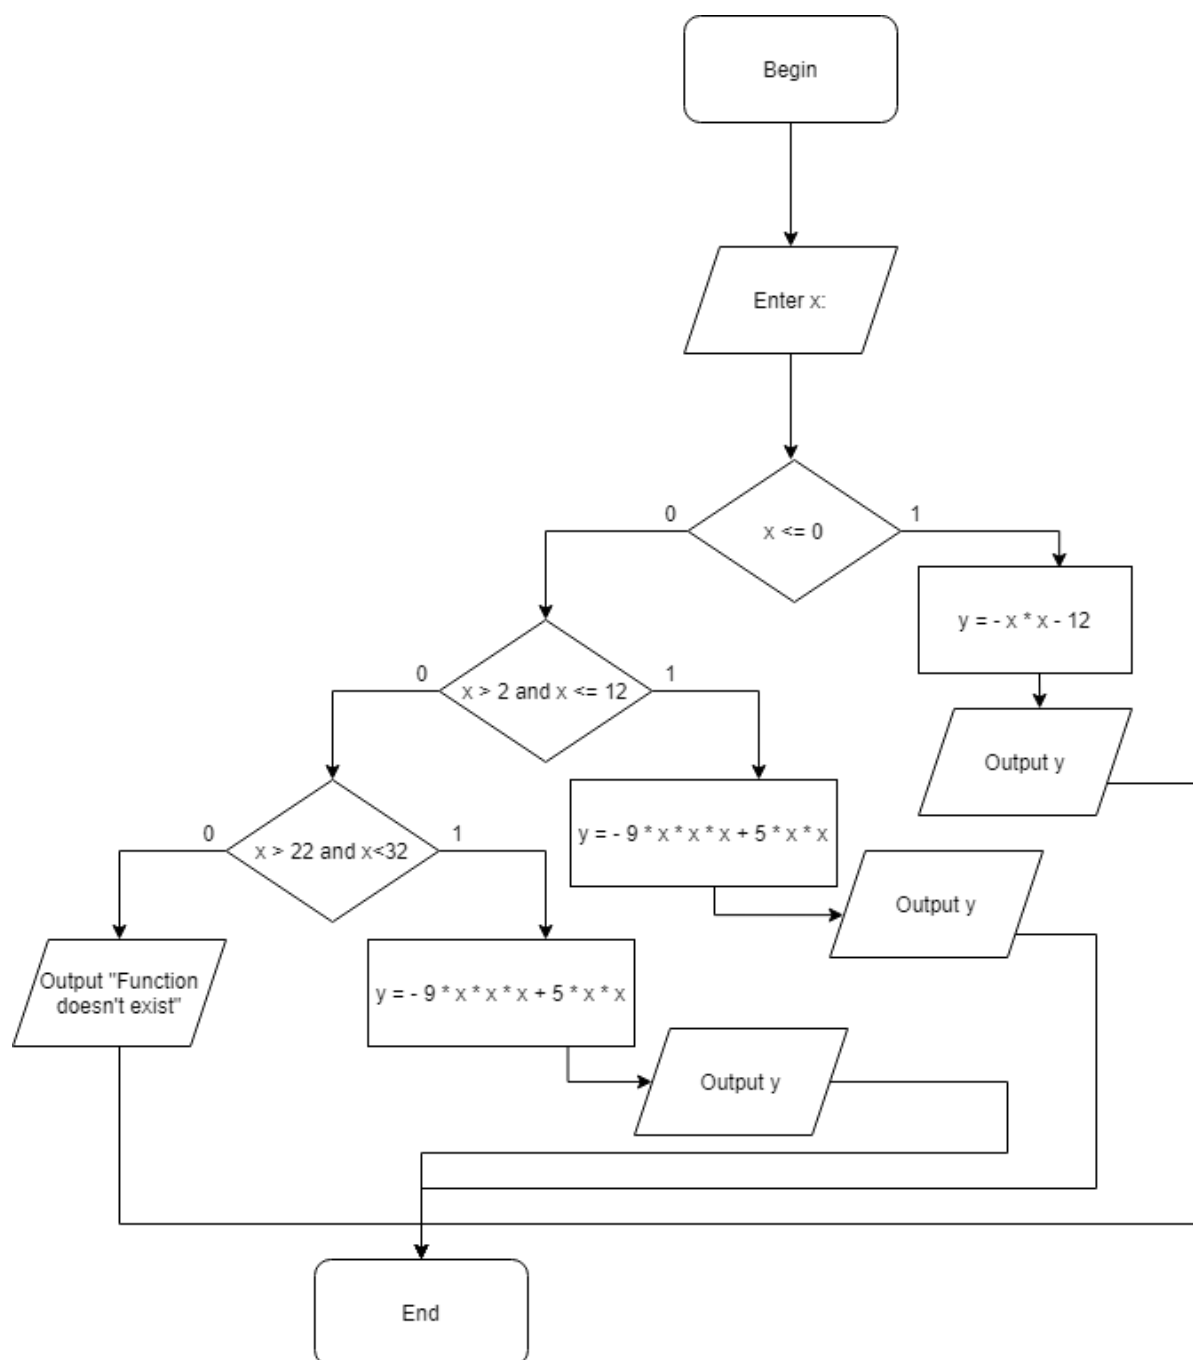 Begin
Enter x:
0
x <= 0
1
y = - x * x - 12
0
x > 2 and x <= 12
1
Output y
0
x > 22 and x<32
1
y = - 9 * x * x * x + 5 * x * x
Output y
Output "Function
doesn't exist"
y = - 9 * x * x * x + 5 * x * x
Output y
End